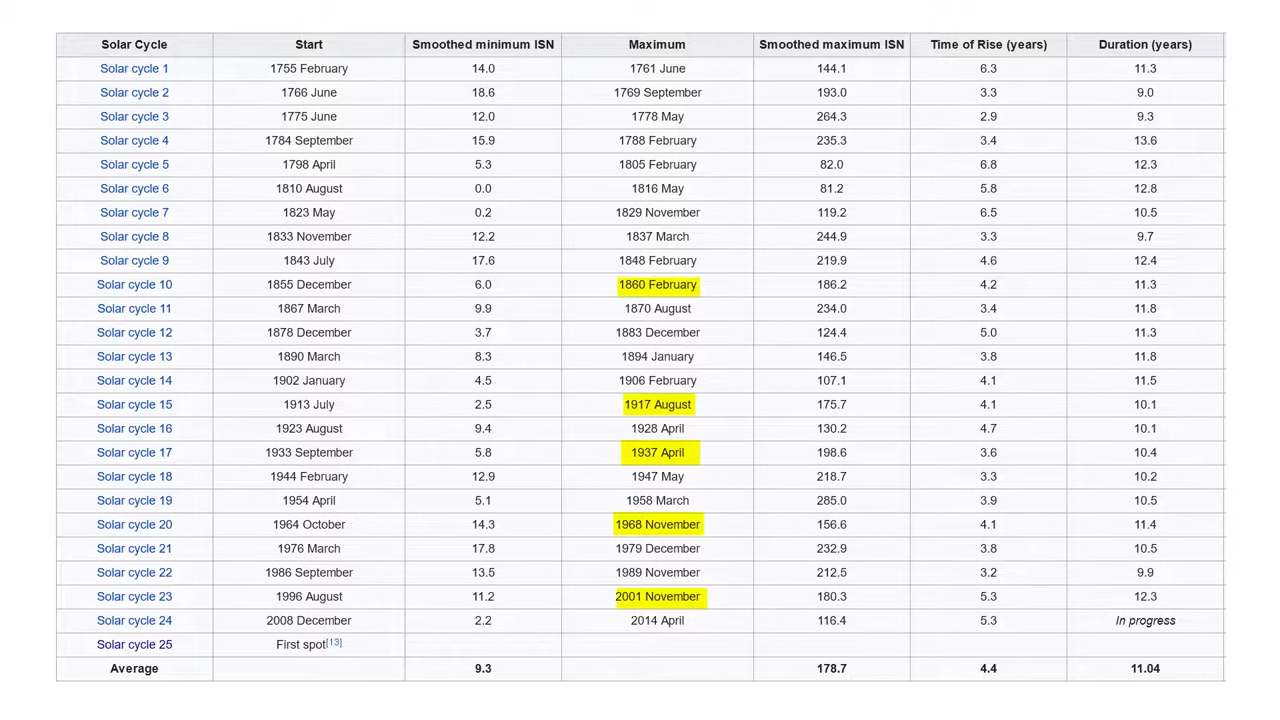 Solar Cycle Start Smoothed minimum ISN Maximum Smoothed maximum ISN Time of Rise (years) Duration (years)
Solar cycle 1 1755 February 14.0 1761 June 144.1 6.3 11.3
Solar cycle 2 1766 June 18.6 1769 September 193.0 3.3 9.0
Solar cycle 3 1775 June 12.0 1778 May 264.3 2.9 9.3
Solar cycle 4 1784 September 15.9 1788 February 235.3 3.4 13.6
Solar cycle 5 1798 April 5.3 1805 February 82.0 6.8 12.3
Solar cycle 6 1810 August 0.0 1816 May 81.2 5.8 12.8
Solar cycle 7 1823 May 0.2 1829 November 119.2 6.5 10.5
Solar cycle 8 1833 November 12.2 1837 March 244.9 3.3 9.7
Solar cycle 9 1843 July 17.6 1848 February 219.9 4.6 12.4
Solar cycle 10 1855 December 6.0 1860 February 186.2 4.2 11.3
Solar cycle 11 1867 March 9.9 1870 August 234.0 3.4 11.8
Solar cycle 12 1878 December 3.7 1883 December 124.4 5.0 11.3
Solar cycle 13 1890 March 8.3 1894 January 146.5 3.8 11.8
Solar cycle 14 1902 January 4.5 1906 February 107.1 4.1 11.5
Solar cycle 15 1913 July 2.5 1917 August 175.7 4.1 10.1
Solar cycle 16 1923 August 9.4 1928 April 130.2 4.7 10.1
Solar cycle 17 1933 September 5.8 1937 April 198.6 3.6 10.4
Solar cycle 18 1944 February 12.9 1947 May 218.7 3.3 10.2
Solar cycle 19 1954 April 5.1 1958 March 285.0 3.9 10.5
Solar cycle 20 1964 October 14.3 1968 November 156.6 4.1 11.4
Solar cycle 21 1976 March 17.8 1979 December 232.9 3.8 10.5
Solar cycle 22 1986 September 13.5 1989 November 212.5 3.2 9.9
Solar cycle 23 1996 August 11.2 2001 November 180.3 5.3 12.3
Solar cycle 24 2008 December 2.2 2014 April 116.4 5.3 In progress
Solar cycle 25 First spot[13]
Average 9.3 178.7 4.4 11.04